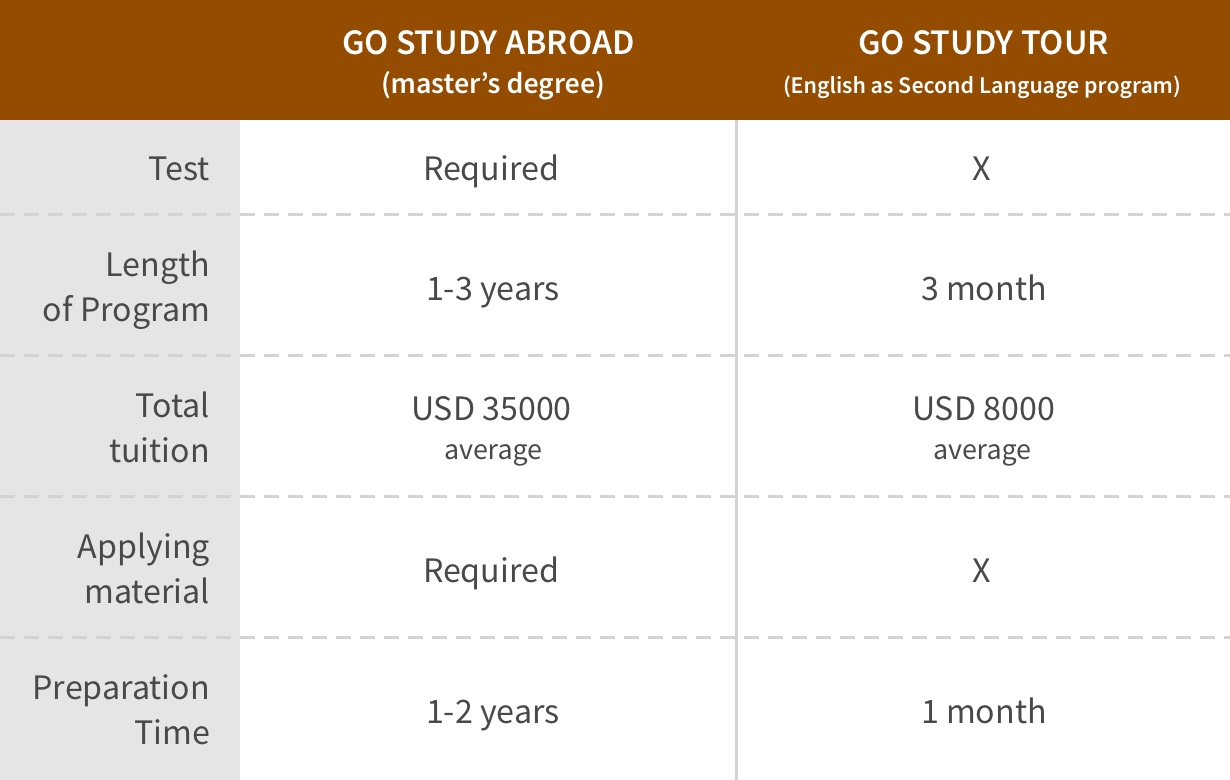 GO STUDY ABROAD
(master’s degree)
GO STUDY TOUR
(English as Second Language program)
Test
Required
X
Length
of Program
1-3 years
3 month
Total
tuition
USD 35000
average
USD 8000
average
Applying
material
Required
X
Preparation
Time
1-2 years
1 month